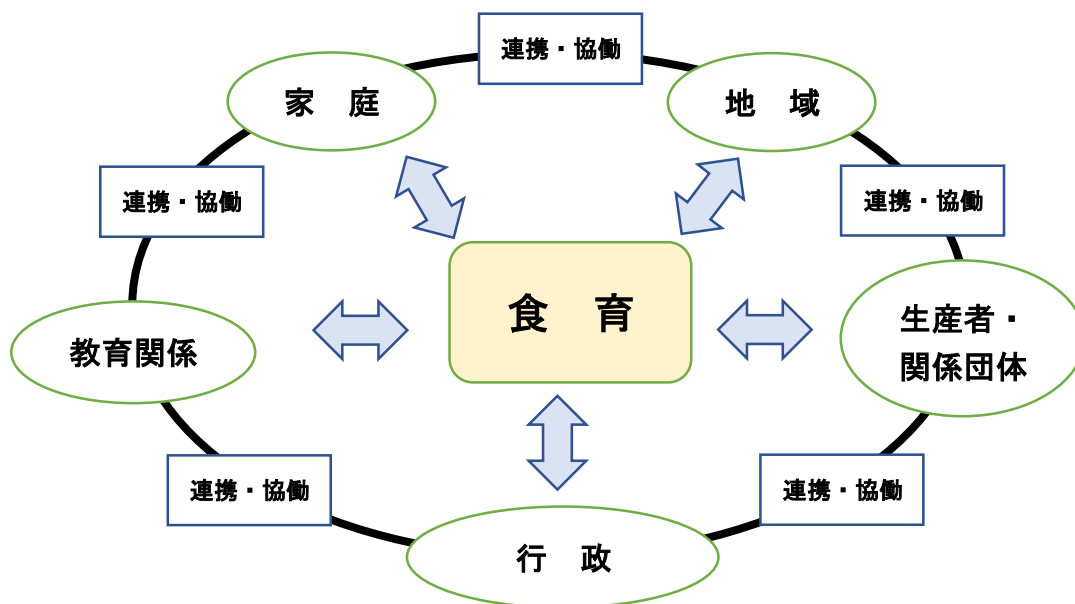 連携・協働
家　庭
地　域
連携・協働
連携・協働
食　育
教育関係
生産者・
関係団体
連携・協働
連携・協働
行　政